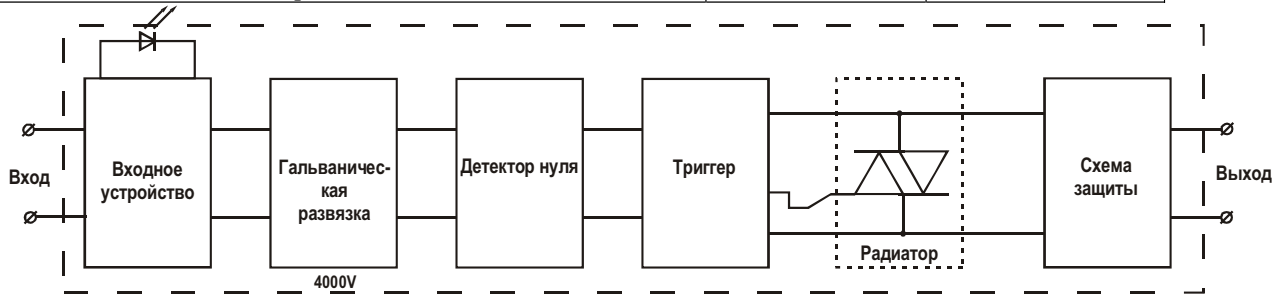 Вход
Входное
устройство
Гальваничес-
кая
развязка
4000V
Детектор нуля
Триггер
Радиатор
Схема
защиты
Выход